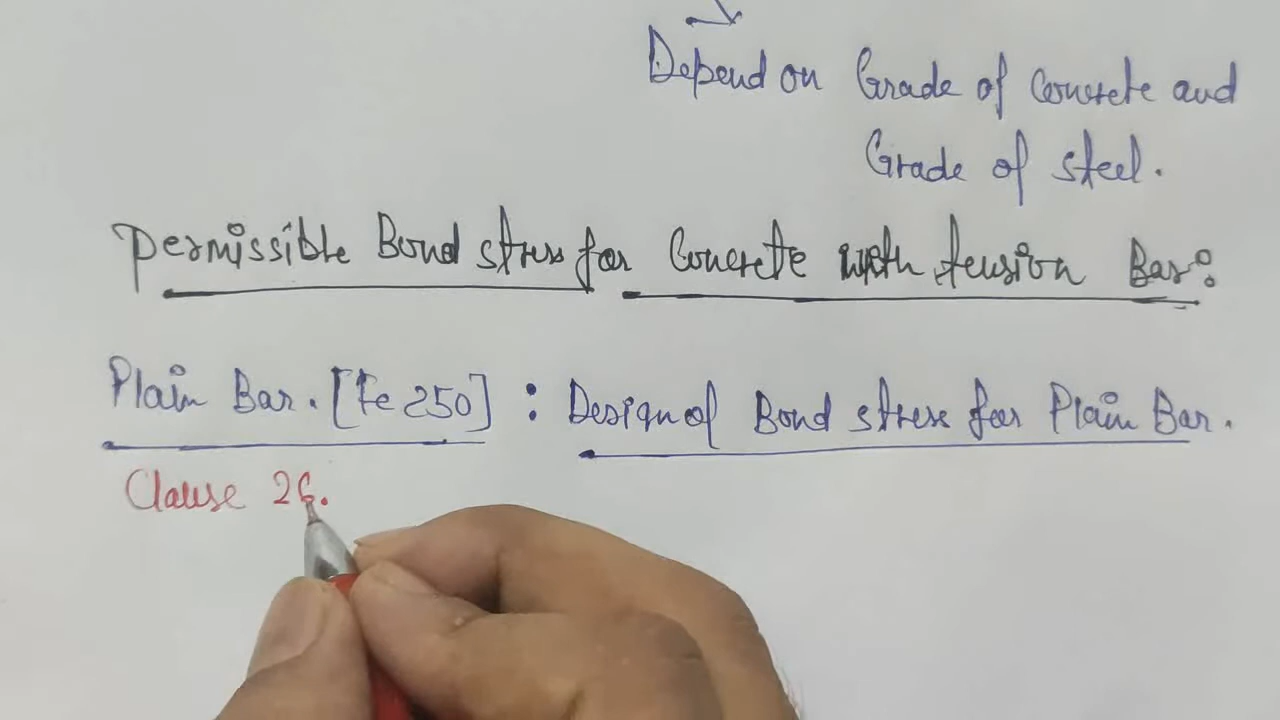 Depend on Grade of Concrete and
Grade of steel.
Permissible Bond stress for Concrete with tension Bar:
Plain Bar. [Fe 250] : Design of Bond stress for Plain Bar.
Clause 26.